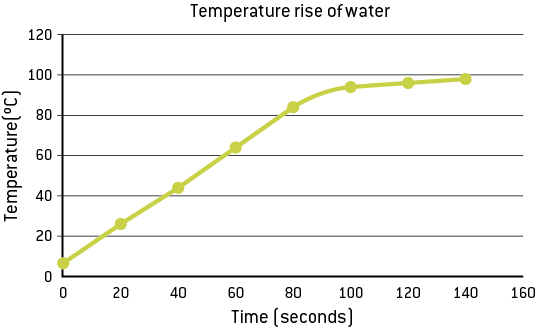 Temperature rise of water
120
100
80
60
40
20
0
Temperature(ºC)
0 20 40 60 80 100 120 140 160
Time (seconds)